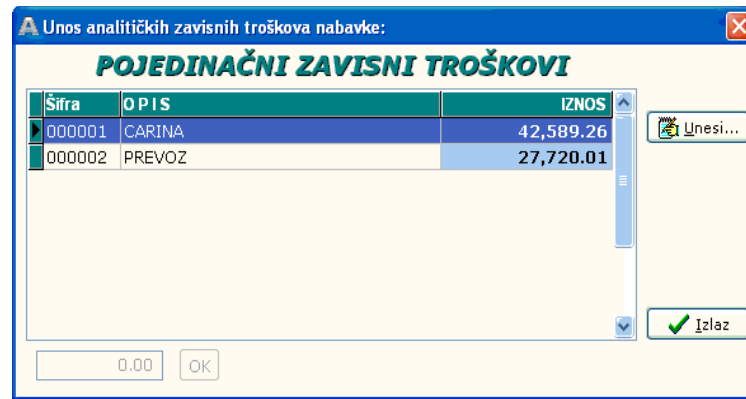 Unos analitičkih zavisnih troškova nabavke:
POJEDINAČNI ZAVISNI TROŠKOVI
Šifra O P I S IZNOS
000001 CARINA 42,589.26
000002 PREVOZ 27,720.01
Unesi...
Izlaz
0.00 OK